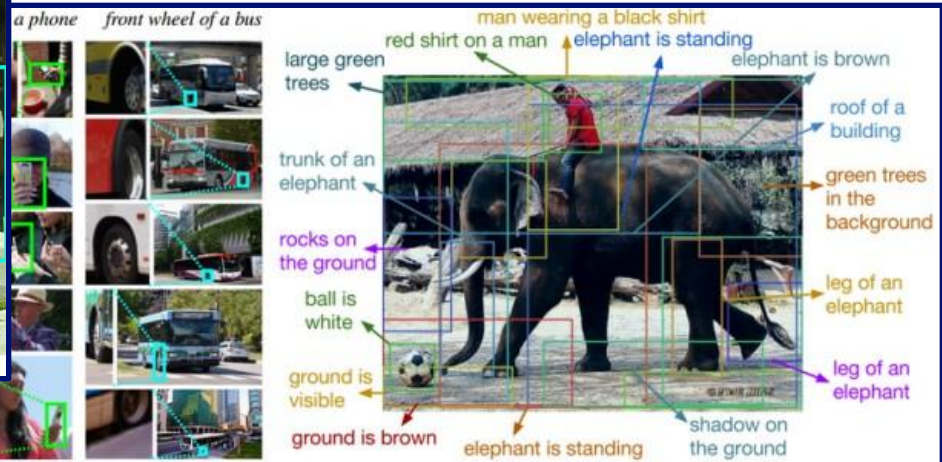 a phone
front wheel of a bus
man wearing a black shirt
red shirt on a man
elephant is standing
large green
trees
elephant is brown
roof of a
building
trunk of an
elephant
green trees
in the
background
rocks on
the ground
leg of an
elephant
ball is
white
ground is
visible
leg of an
elephant
ground is brown
elephant is standing
shadow on
the ground